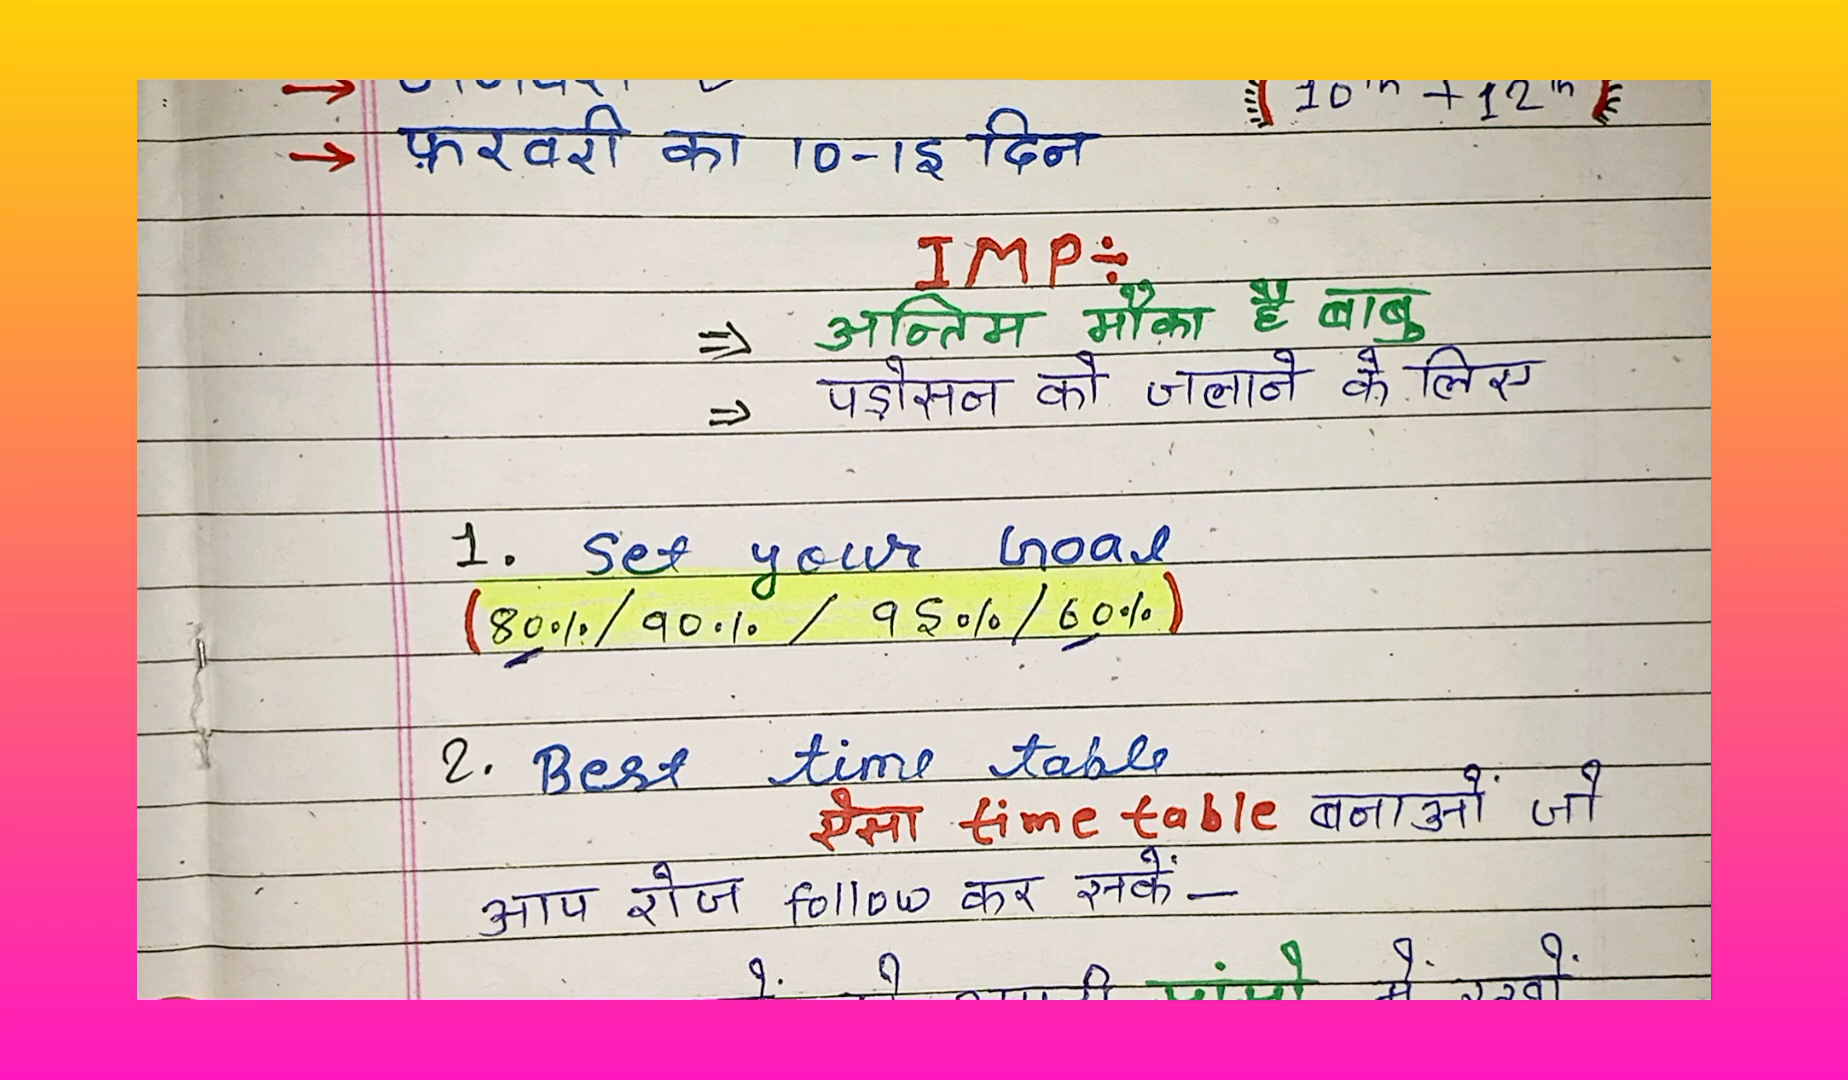 (10th + 12th)
→ फ़रवरी का 10-15 दिन
IMP÷
⇒ अन्तिम मौका है बाबु
⇒ पड़ोसन को जलाने के लिए
1. Set your Goal
(80%/90%/95%/60%)
2. Best time table
ऐसा time table बनाओं जो
आप रोज follow कर सकें –